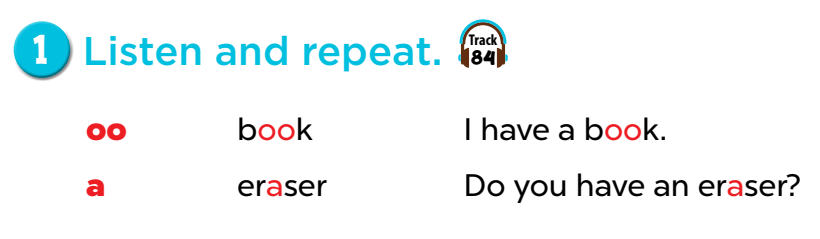 1 Listen and repeat. Track 84
oo book I have a book.
a eraser Do you have an eraser?